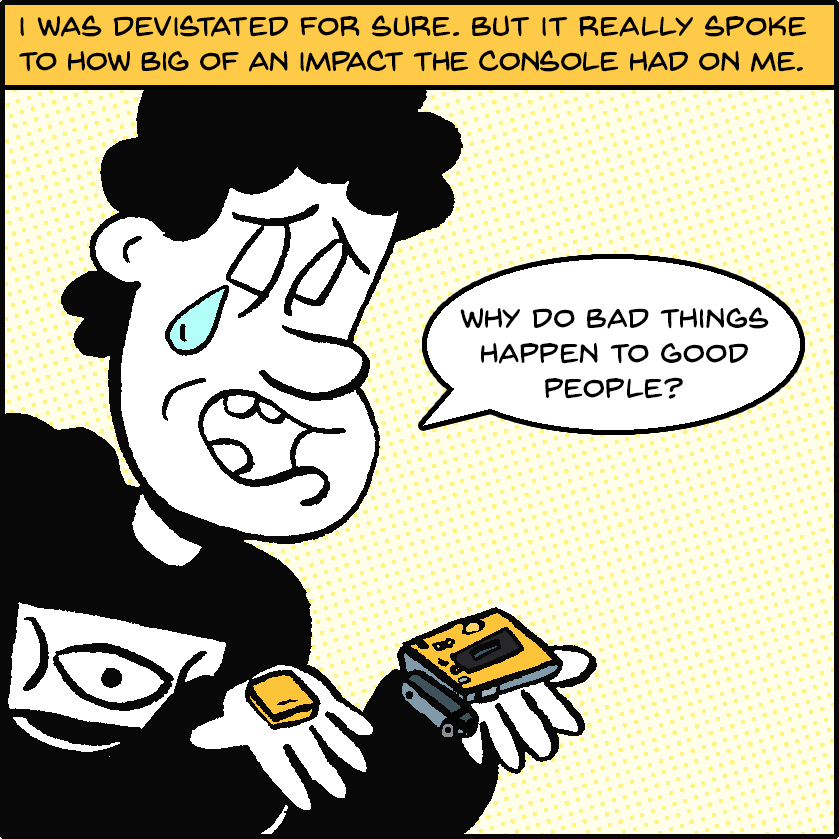 I WAS DEVISTATED FOR SURE. BUT IT REALLY SPOKE
TO HOW BIG OF AN IMPACT THE CONSOLE HAD ON ME.
WHY DO BAD THINGS
HAPPEN TO GOOD
PEOPLE?